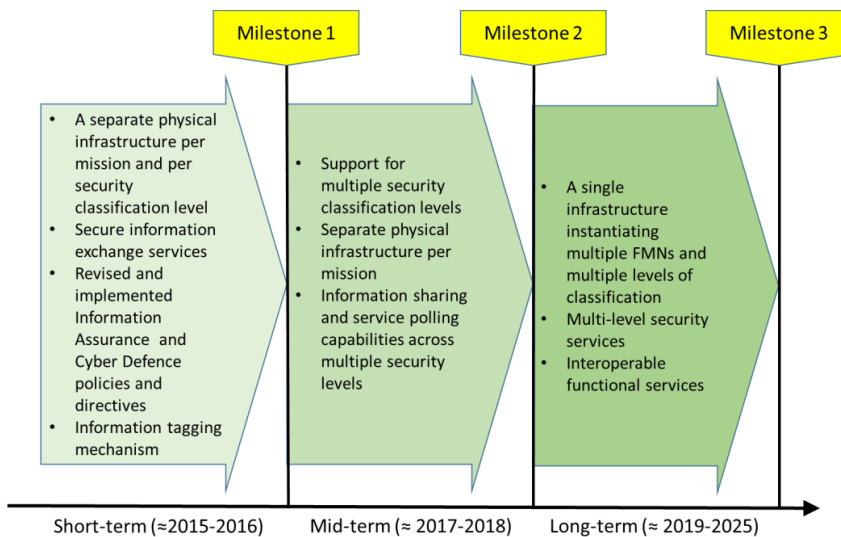 Milestone 1
Milestone 2
Milestone 3
• A separate physical
infrastructure per
mission and per
security
classification level
• Secure information
exchange services
• Revised and
implemented
Information
Assurance and
Cyber Defence
policies and
directives
• Information tagging
mechanism
• Support for
multiple security
classification levels
• Separate physical
infrastructure per
mission
• Information sharing
and service polling
capabilities across
multiple security
levels
• A single
infrastructure
instantiating
multiple FMNs and
multiple levels of
classification
• Multi-level security
services
• Interoperable
functional services
Short-term (≈2015-2016)
Mid-term (≈ 2017-2018)
Long-term (≈ 2019-2025)